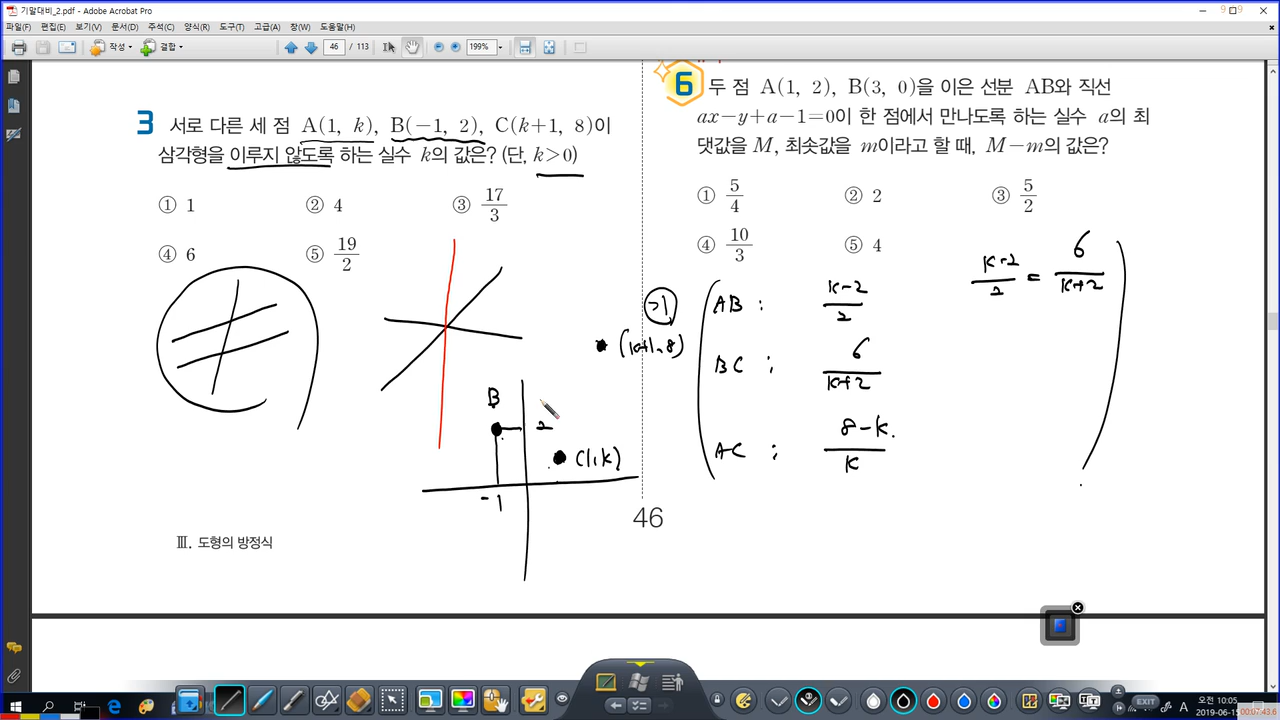 기말대비_2.pdf - Adobe Acrobat Pro
파일(F) 편집(E) 보기(V) 문서(D) 주석(C) 양식(R) 도구(T) 고급(A) 창(W) 도움말(H)
작성 결합 46 / 113 199%
3 서로 다른 세 점 A(1, k), B(−1, 2), C(k+1, 8)이
삼각형을 이루지 않도록 하는 실수 k의 값은? (단, k>0)
① 1 ② 4 ③ 17/3
④ 6 ⑤ 19/2
B
2
(1,k)
-1
(k+1,8)
46
Ⅲ. 도형의 방정식
6 두 점 A(1, 2), B(3, 0)을 이은 선분 AB와 직선
ax−y+a−1=0이 한 점에서 만나도록 하는 실수 a의 최
댓값을 M, 최솟값을 m이라고 할 때, M−m의 값은?
① 5/4 ② 2 ③ 5/2
④ 10/3 ⑤ 4
>1
AB : k-2/2
k-2/2 = 6/k+2
BC : 6/k+2
AC : 8-k/k
EXIT
A
오전 10:05